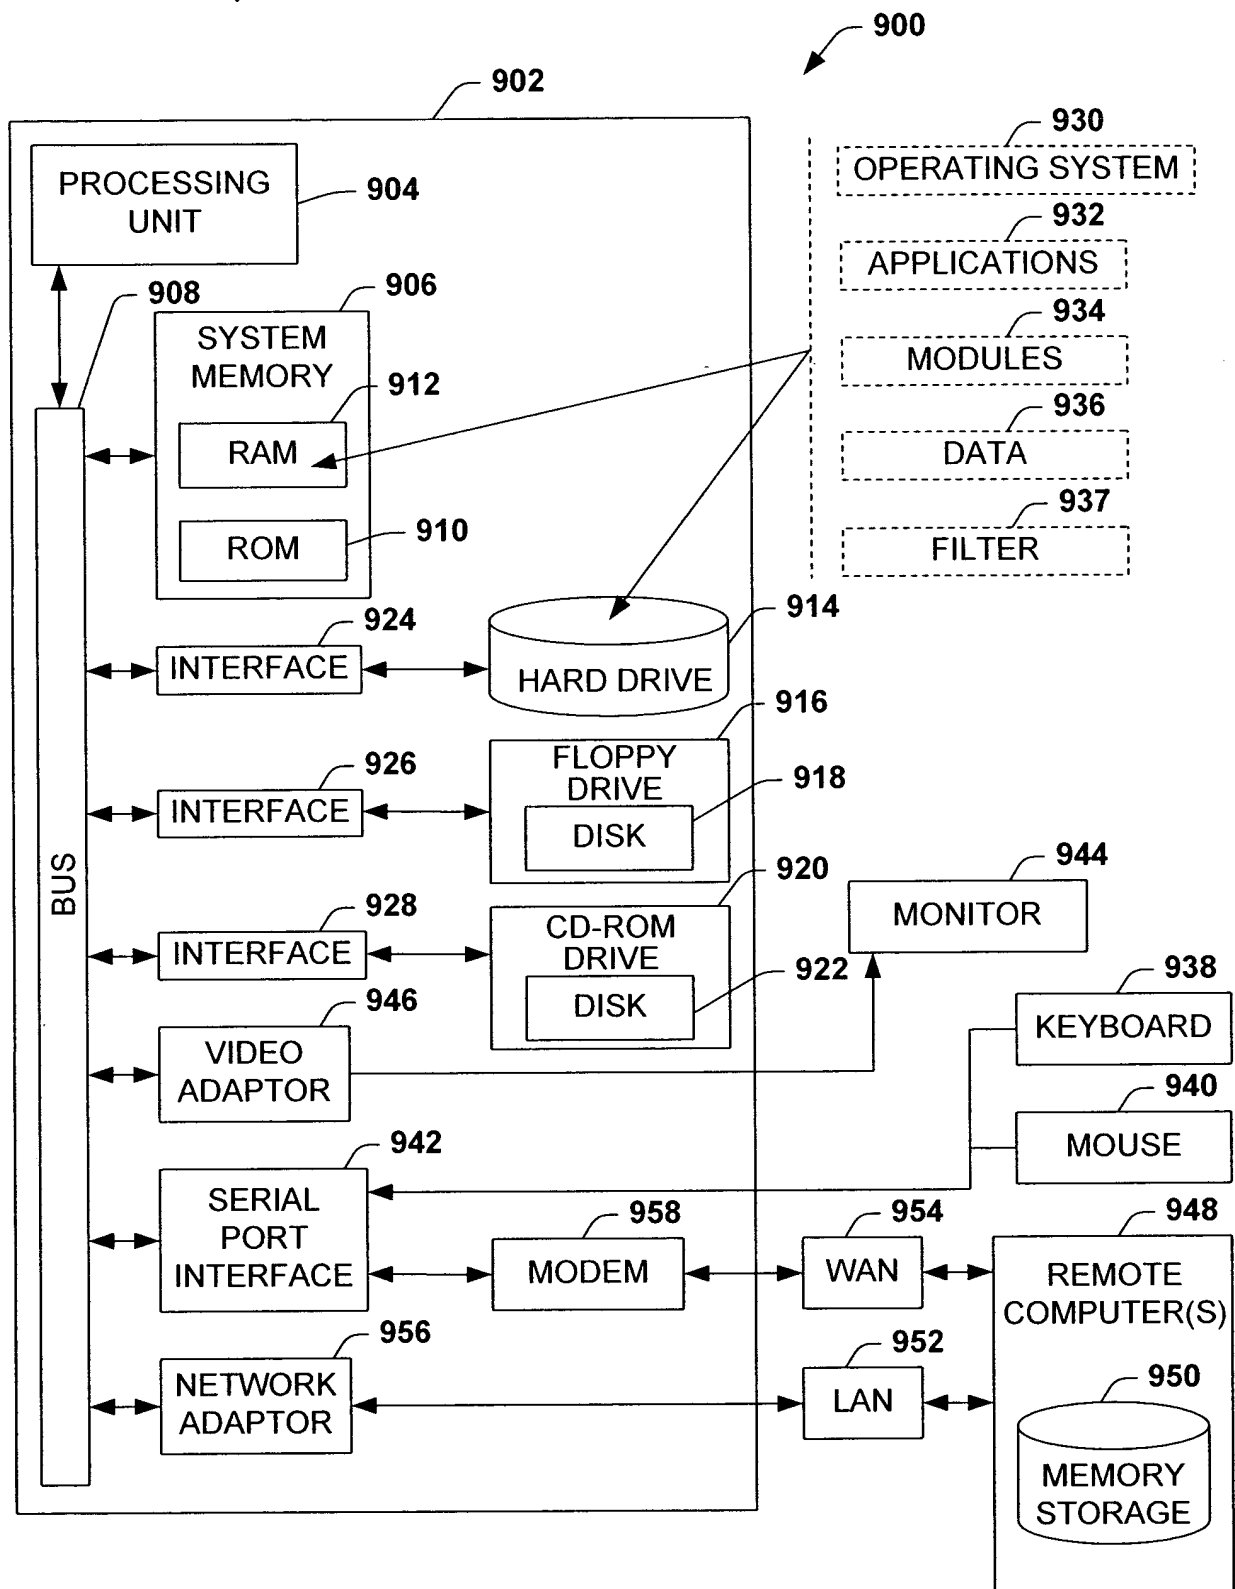 900
902
930
PROCESSING
UNIT
904
OPERATING SYSTEM
932
APPLICATIONS
908
906
SYSTEM
MEMORY
934
MODULES
912
RAM
936
DATA
910
ROM
937
FILTER
924
INTERFACE
914
HARD DRIVE
916
FLOPPY
DRIVE
926
INTERFACE
918
DISK
BUS
920
944
MONITOR
928
INTERFACE
CD-ROM
DRIVE
922
DISK
938
KEYBOARD
946
VIDEO
ADAPTOR
940
MOUSE
942
SERIAL
PORT
INTERFACE
958
MODEM
954
WAN
948
REMOTE
COMPUTER(S)
956
NETWORK
ADAPTOR
952
LAN
950
MEMORY
STORAGE